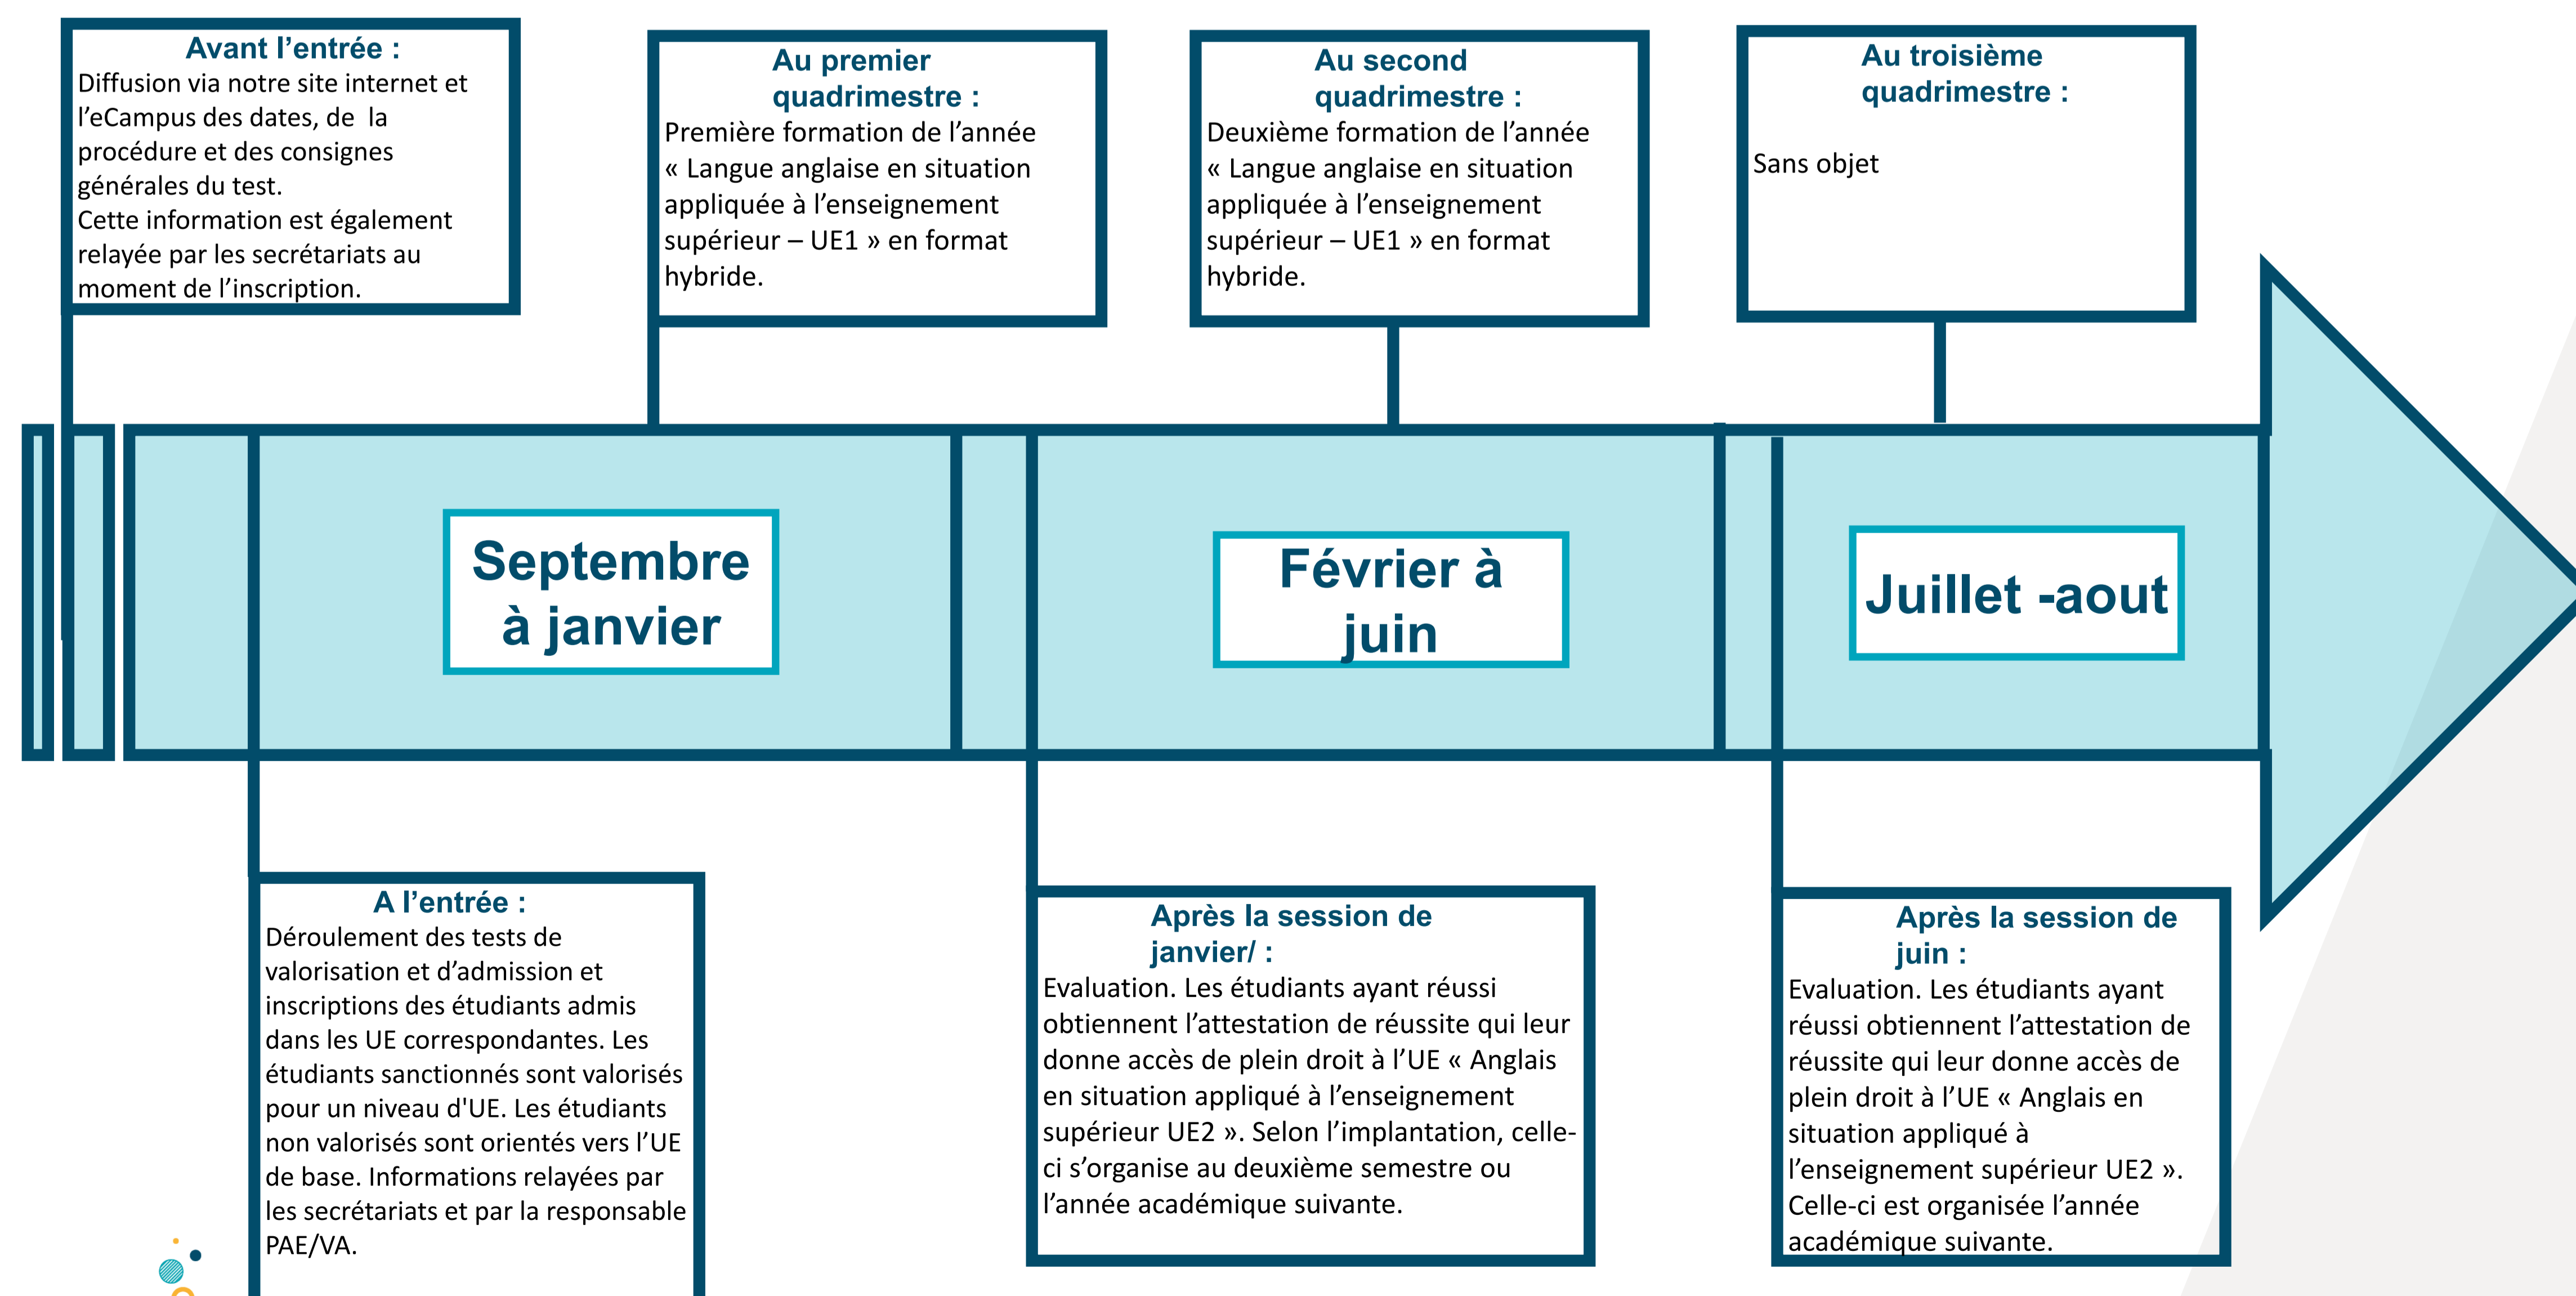 Avant l’entrée :
Diffusion via notre site internet et
l’eCampus des dates, de  la
procédure et des consignes
générales du test.
Cette information est également
relayée par les secrétariats au
moment de l’inscription.
Au premier
quadrimestre :
Première formation de l’année
« Langue anglaise en situation
appliquée à l’enseignement
supérieur – UE1 » en format
hybride.
Au second
quadrimestre :
Deuxième formation de l’année
« Langue anglaise en situation
appliquée à l’enseignement
supérieur – UE1 » en format
hybride.
Au troisième
quadrimestre :
Sans objet
Septembre
à janvier
Février à
juin
Juillet -aout
A l’entrée :
Déroulement des tests de
valorisation et d’admission et
inscriptions des étudiants admis
dans les UE correspondantes. Les
étudiants sanctionnés sont valorisés
pour un niveau d'UE. Les étudiants
non valorisés sont orientés vers l’UE
de base. Informations relayées par
les secrétariats et par la responsable
PAE/VA.
Après la session de
janvier/ :
Evaluation. Les étudiants ayant réussi
obtiennent l’attestation de réussite qui leur
donne accès de plein droit à l’UE « Anglais
en situation appliqué à l’enseignement
supérieur UE2 ». Selon l’implantation, celle-
ci s’organise au deuxième semestre ou
l’année académique suivante.
Après la session de
juin :
Evaluation. Les étudiants ayant
réussi obtiennent l’attestation de
réussite qui leur donne accès de
plein droit à l’UE « Anglais en
situation appliqué à
l’enseignement supérieur UE2 ».
Celle-ci est organisée l’année
académique suivante.